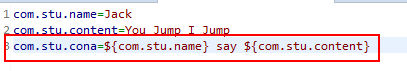 1 com.stu.name=Jack
2 com.stu.content=You Jump I Jump
3 com.stu.cona=${com.stu.name} say ${com.stu.content}